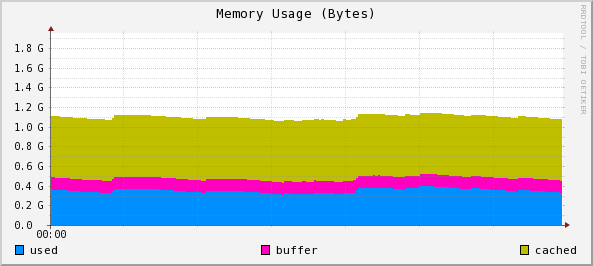 Memory Usage (Bytes)
RRDTOOL / TOBI OETIKER
1.8 G
1.6 G
1.4 G
1.2 G
1.0 G
0.8 G
0.6 G
0.4 G
0.2 G
0.0
00:00
used buffer cached